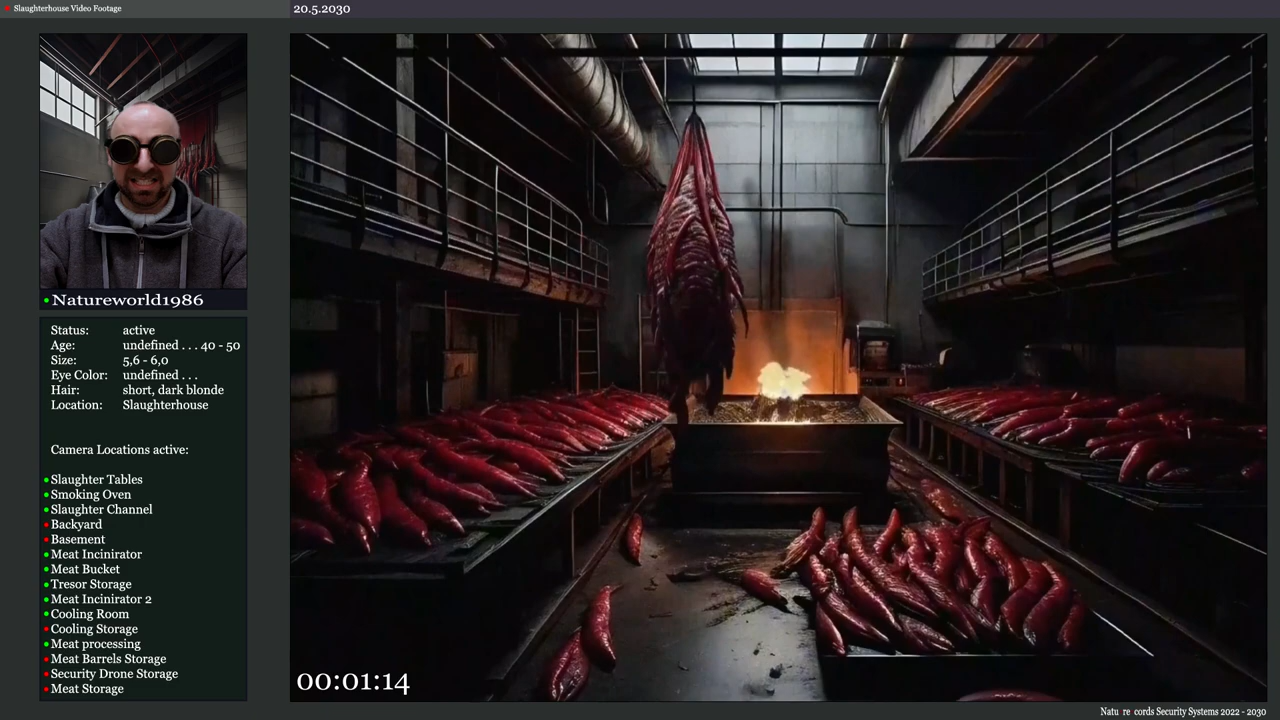 Slaughterhouse Video Footage
20.5.2030
Natureworld1986
Status: active
Age: undefined . . . 40 - 50
Size: 5,6 - 6,0
Eye Color: undefined . . .
Hair: short, dark blonde
Location: Slaughterhouse
Camera Locations active:
Slaughter Tables
Smoking Oven
Slaughter Channel
Backyard
Basement
Meat Incinirator
Meat Bucket
Tresor Storage
Meat Incinirator 2
Cooling Room
Cooling Storage
Meat processing
Meat Barrels Storage
Security Drone Storage
Meat Storage
00:01:14
Natu re cords Security Systems 2022 - 2030